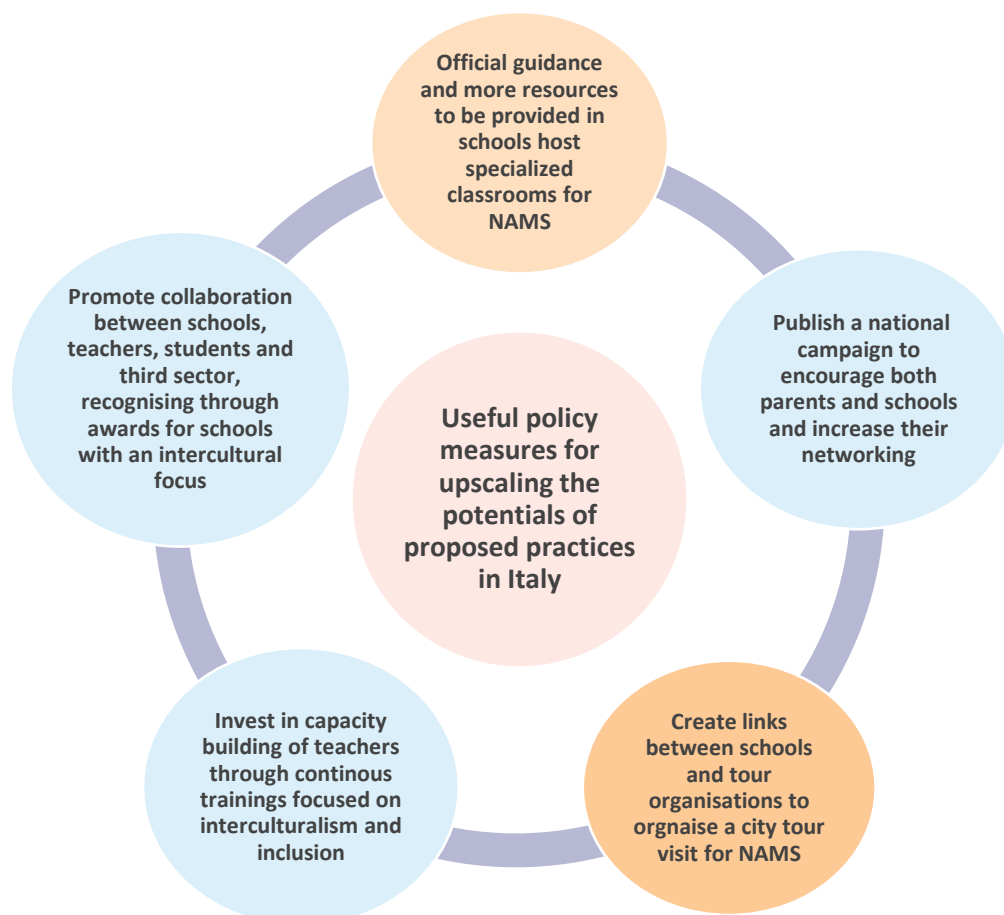 Official guidance
and more resources
to be provided in
schools host
specialized
classrooms for
NAMS
Promote collaboration
between schools,
teachers, students and
third sector,
recognising through
awards for schools
with an intercultural
focus
Publish a national
campaign to
encourage both
parents and schools
and increase their
networking
Useful policy
measures for
upscaling the
potentials of
proposed practices
in Italy
Invest in capacity
building of teachers
through continous
trainings focused on
interculturalism and
inclusion
Create links
between schools
and tour
organisations to
orgnaise a city tour
visit for NAMS